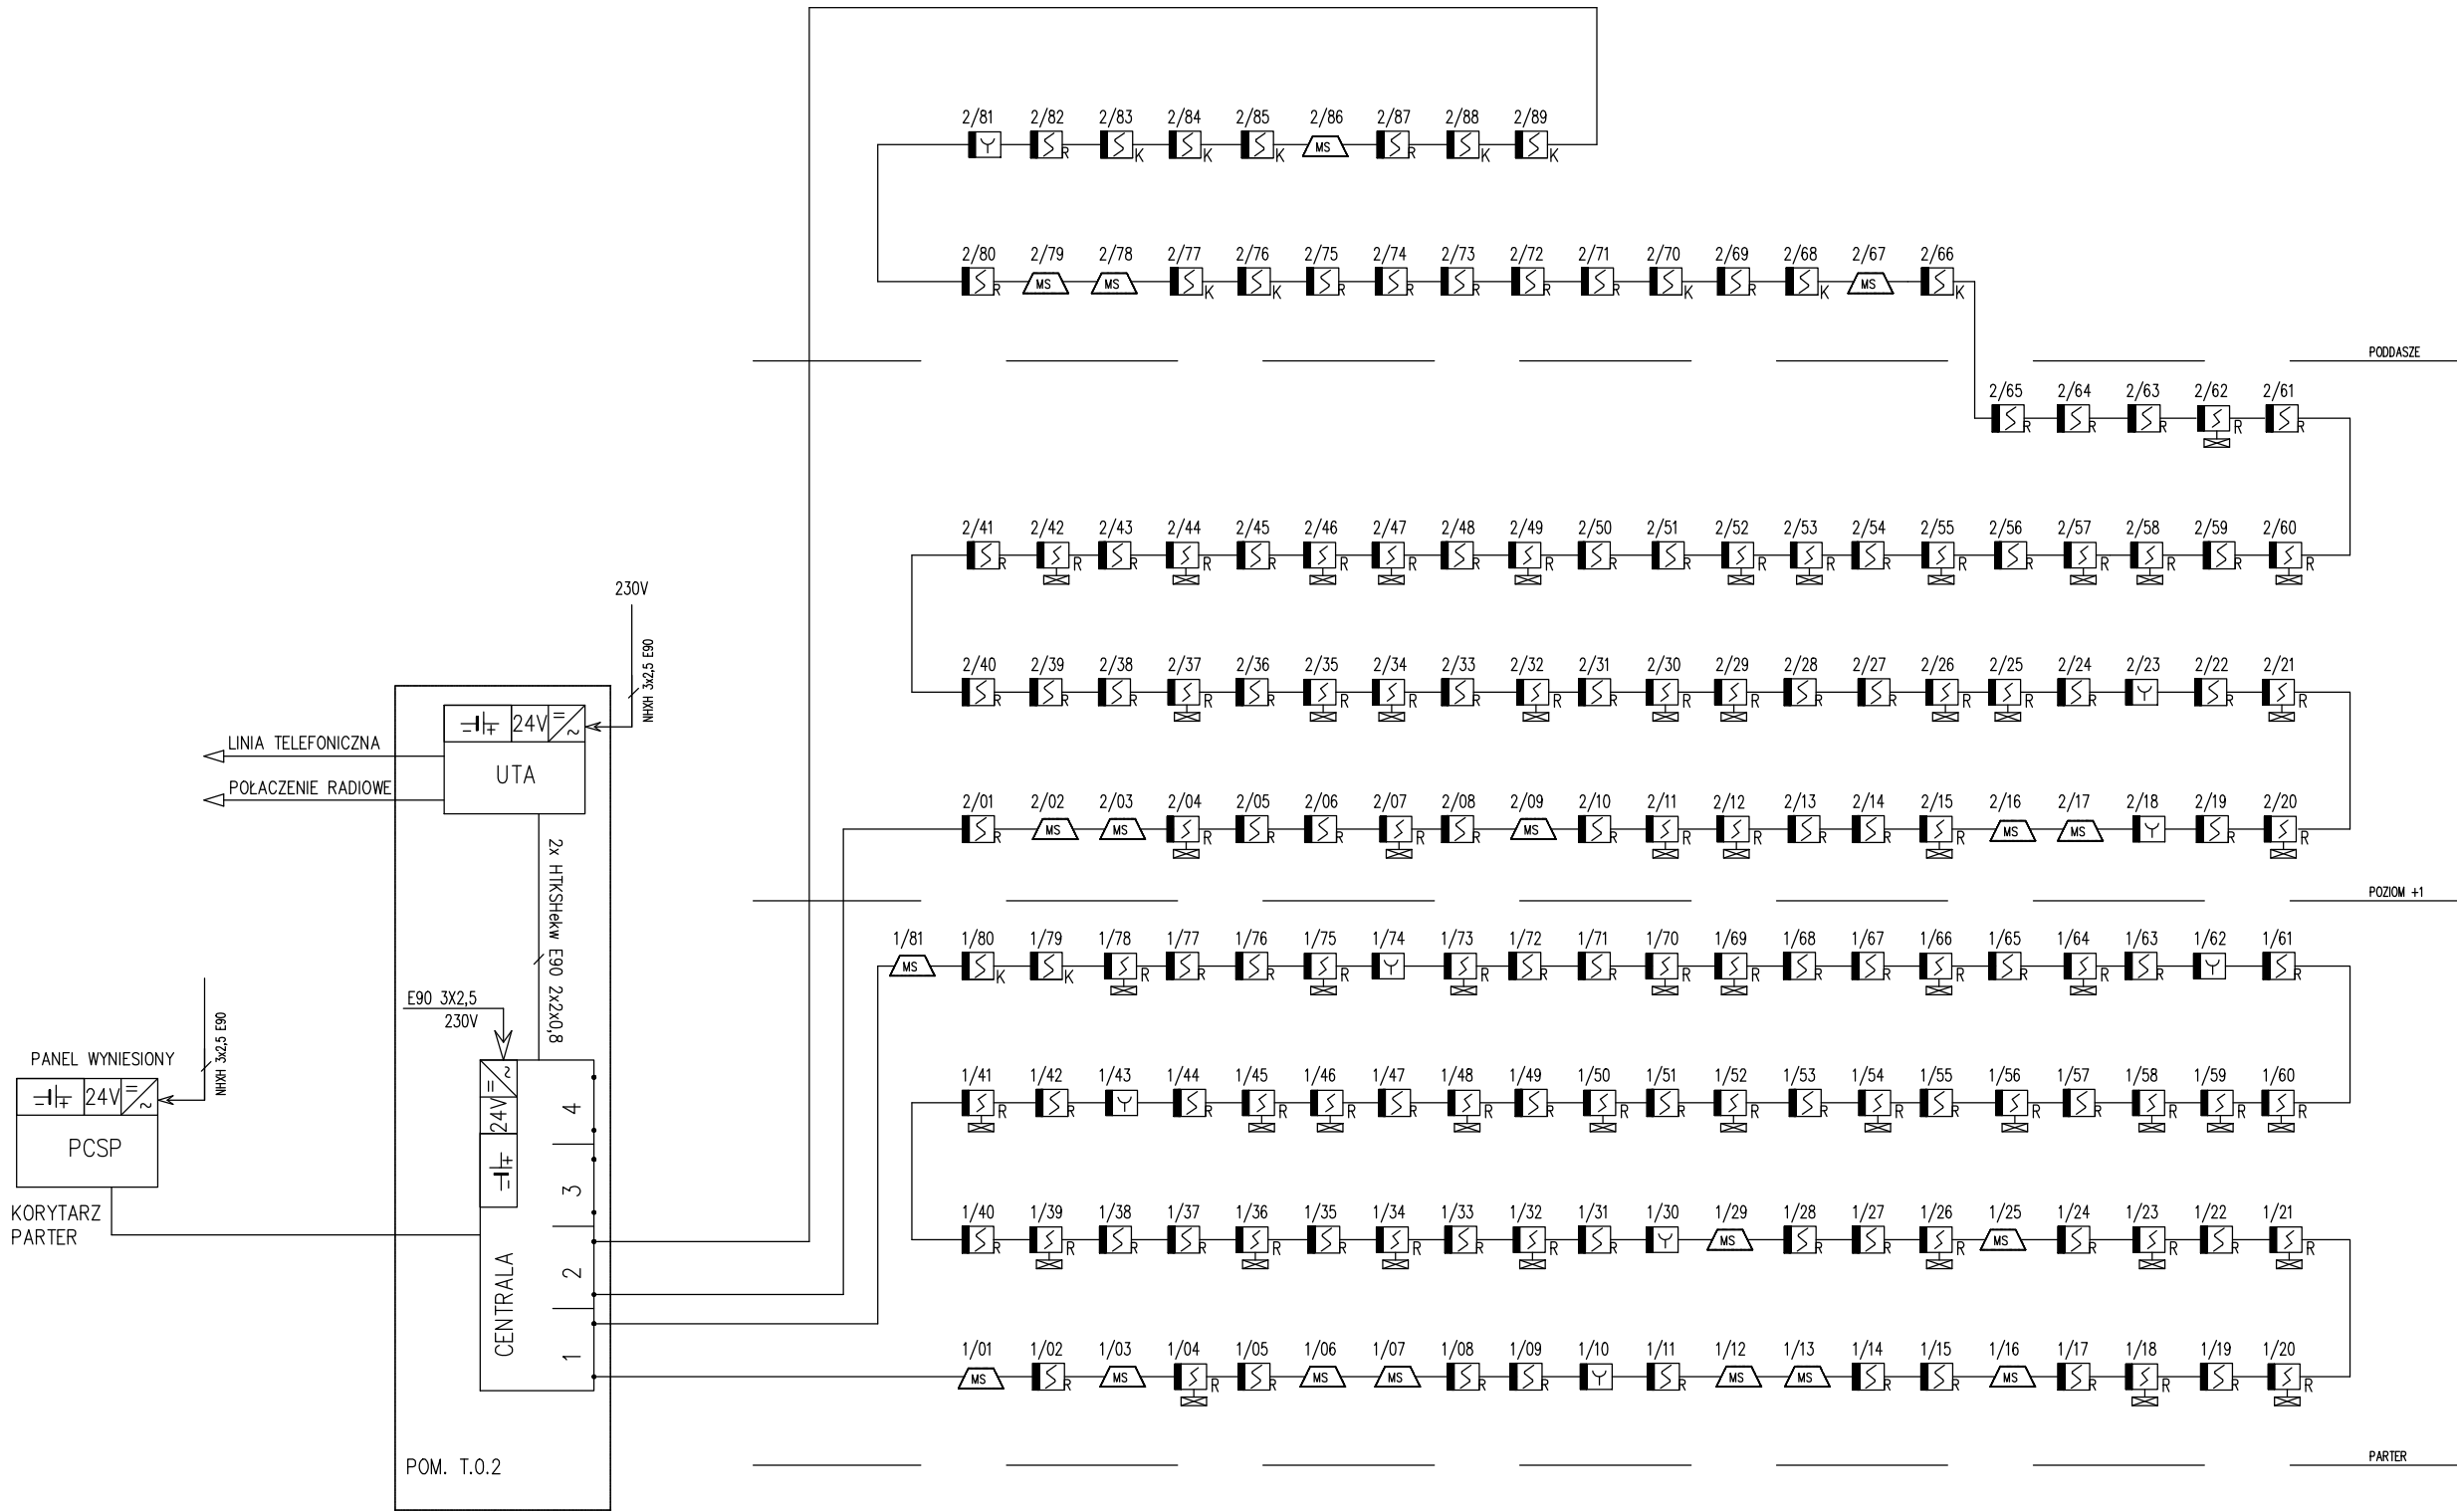 2/81 2/82 2/83 2/84 2/85 2/86 2/87 2/88 2/89
R K K K MS R K K
2/80 2/79 2/78 2/77 2/76 2/75 2/74 2/73 2/72 2/71 2/70 2/69 2/68 2/67 2/66
R MS MS K K R R R R R K R K MS K
PODDASZE
2/65 2/64 2/63 2/62 2/61
R R R R R
2/41 2/42 2/43 2/44 2/45 2/46 2/47 2/48 2/49 2/50 2/51 2/52 2/53 2/54 2/55 2/56 2/57 2/58 2/59 2/60
R R R R R R R R R R R R R R R R R R R R
2/40 2/39 2/38 2/37 2/36 2/35 2/34 2/33 2/32 2/31 2/30 2/29 2/28 2/27 2/26 2/25 2/24 2/23 2/22 2/21
R R R R R R R R R R R R R R R R R R R
2/01 2/02 2/03 2/04 2/05 2/06 2/07 2/08 2/09 2/10 2/11 2/12 2/13 2/14 2/15 2/16 2/17 2/18 2/19 2/20
R MS MS R R R R R MS R R R R R R MS MS R R
POZIOM +1
1/81 1/80 1/79 1/78 1/77 1/76 1/75 1/74 1/73 1/72 1/71 1/70 1/69 1/68 1/67 1/66 1/65 1/64 1/63 1/62 1/61
MS K K R R R R R R R R R R R R R R R R
1/41 1/42 1/43 1/44 1/45 1/46 1/47 1/48 1/49 1/50 1/51 1/52 1/53 1/54 1/55 1/56 1/57 1/58 1/59 1/60
R R R R R R R R R R R R R R R R R R R
1/40 1/39 1/38 1/37 1/36 1/35 1/34 1/33 1/32 1/31 1/30 1/29 1/28 1/27 1/26 1/25 1/24 1/23 1/22 1/21
R R R R R R R R R R MS R R R MS R R R R
1/01 1/02 1/03 1/04 1/05 1/06 1/07 1/08 1/09 1/10 1/11 1/12 1/13 1/14 1/15 1/16 1/17 1/18 1/19 1/20
MS R MS R R MS MS R R R MS MS R R MS R R R R
PARTER
230V
NHXH 3x2,5 E90
24V
UTA
LINIA TELEFONICZNA
POŁACZENIE RADIOWE
2x HTKSHekw E90 2x2x0,8
E90 3X2,5
230V
24V
CENTRALA
4
3
2
1
POM. T.0.2
NHXH 3x2,5 E90
PANEL WYNIESIONY
24V
PCSP
KORYTARZ
PARTER